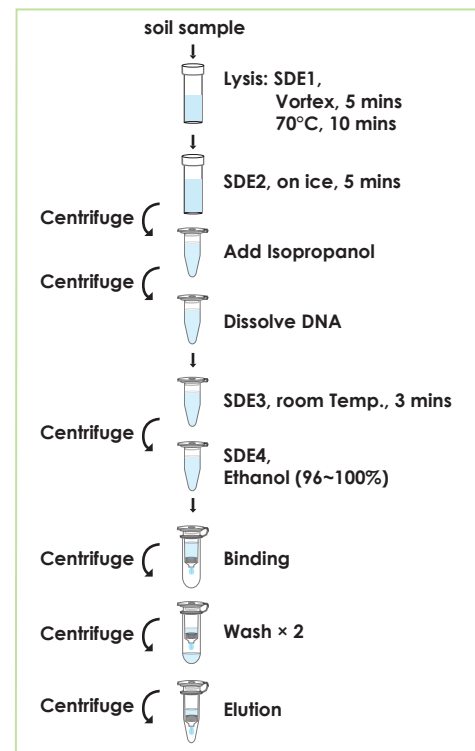 soil sample
Lysis: SDE1,
Vortex, 5 mins
70°C, 10 mins
SDE2, on ice, 5 mins
Centrifuge
Add Isopropanol
Centrifuge
Dissolve DNA
SDE3, room Temp., 3 mins
Centrifuge
SDE4,
Ethanol (96~100%)
Centrifuge
Binding
Centrifuge
Wash × 2
Centrifuge
Elution